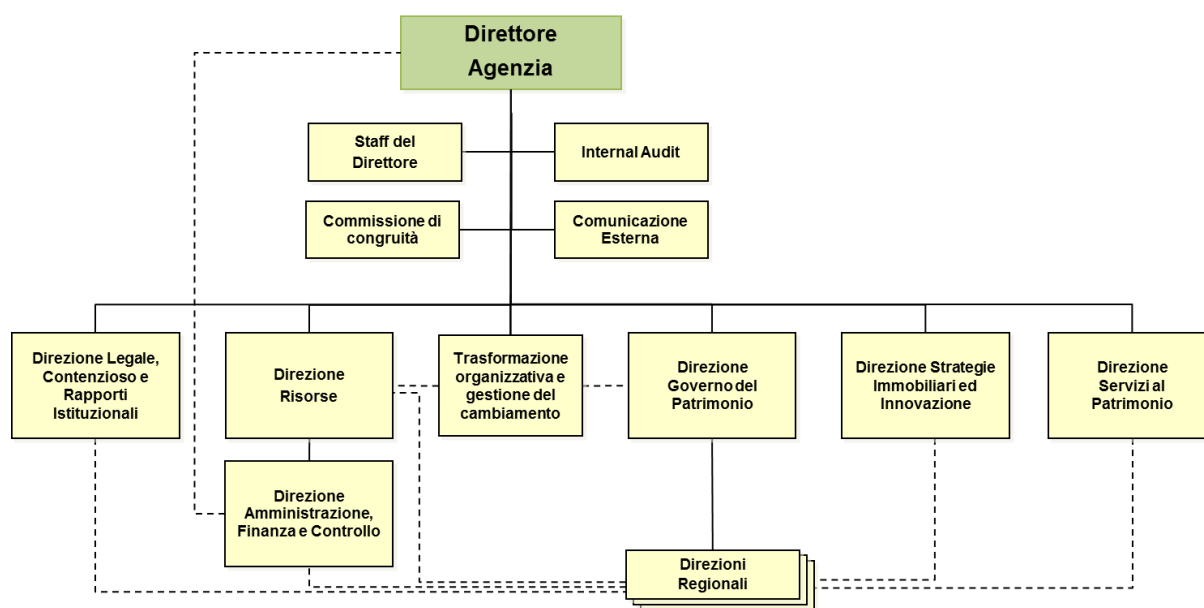 Direttore
Agenzia
Staff del
Direttore
Internal Audit
Commissione di
congruità
Comunicazione
Esterna
Direzione Legale,
Contenzioso e
Rapporti
Istituzionali
Direzione
Risorse
Trasformazione
organizzativa e
gestione del
cambiamento
Direzione
Governo del
Patrimonio
Direzione Strategie
Immobiliari ed
Innovazione
Direzione
Servizi al
Patrimonio
Direzione
Amministrazione,
Finanza e Controllo
Direzioni
Regionali